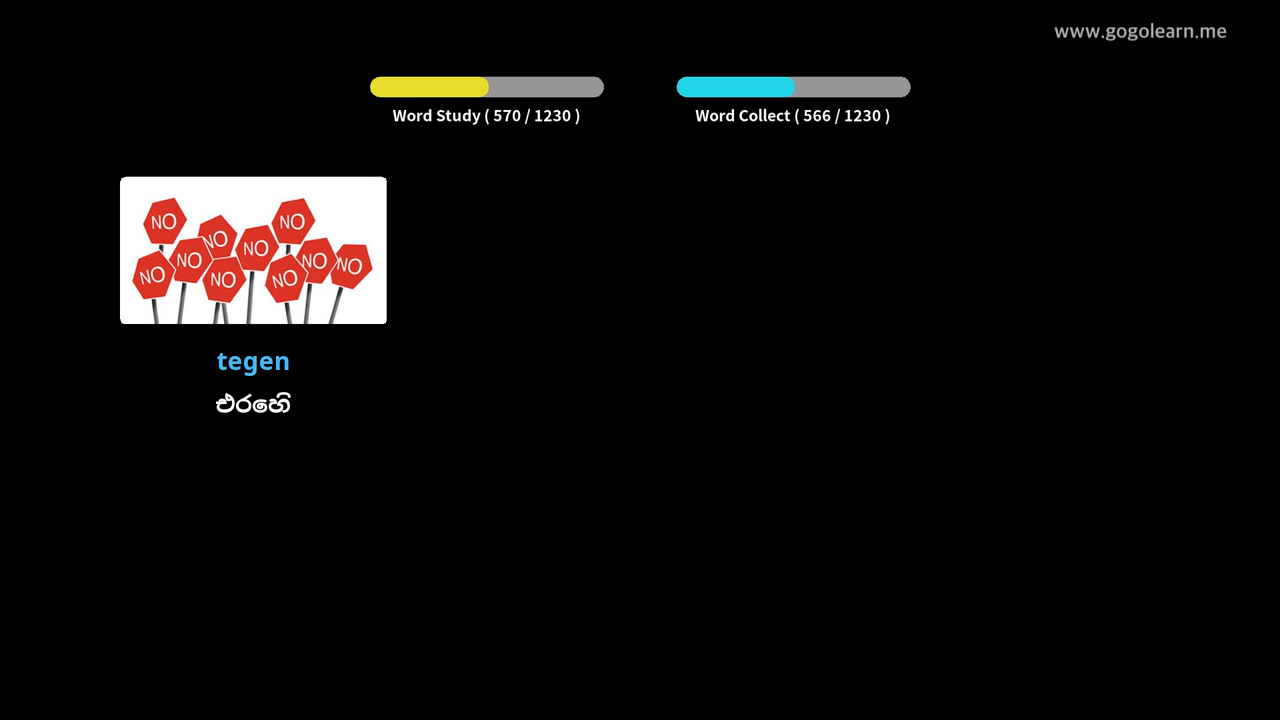 www.gogolearn.me
Word Study ( 570 / 1230 )
Word Collect ( 566 / 1230 )
NO NO
NO NO
NO NO NO
NO NO NO
tegen
එරෙහි